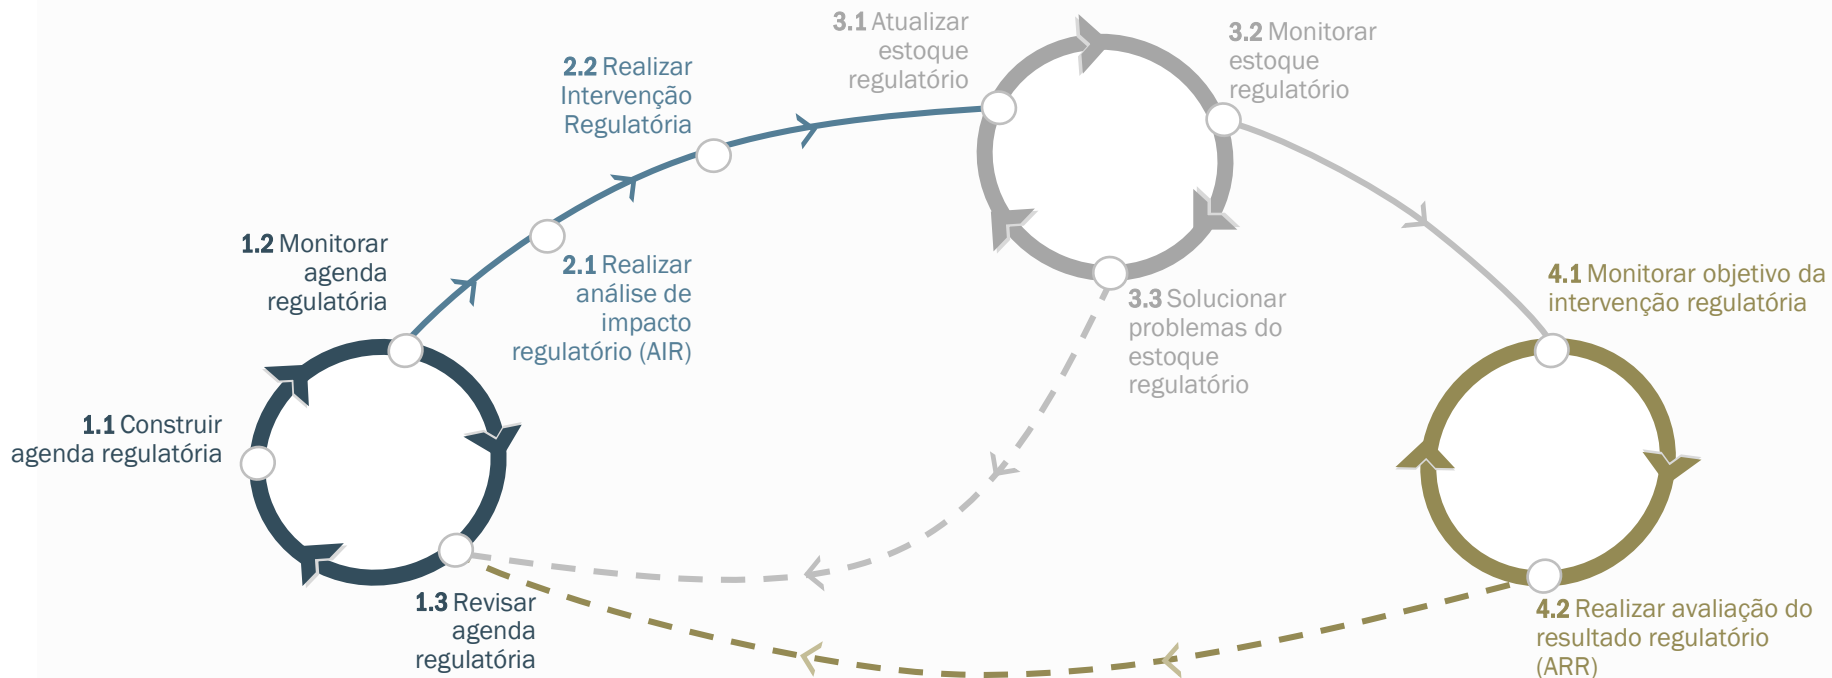 3.1 Atualizar
estoque
regulatório
3.2 Monitorar
estoque
regulatório
2.2 Realizar
Intervenção
Regulatória
1.2 Monitorar
agenda
regulatória
2.1 Realizar
análise de
impacto
regulatório (AIR)
3.3 Solucionar
problemas do
estoque
regulatório
4.1 Monitorar objetivo da
intervenção regulatória
1.1 Construir
agenda regulatória
1.3 Revisar
agenda
regulatória
4.2 Realizar avaliação do
resultado regulatório
(ARR)